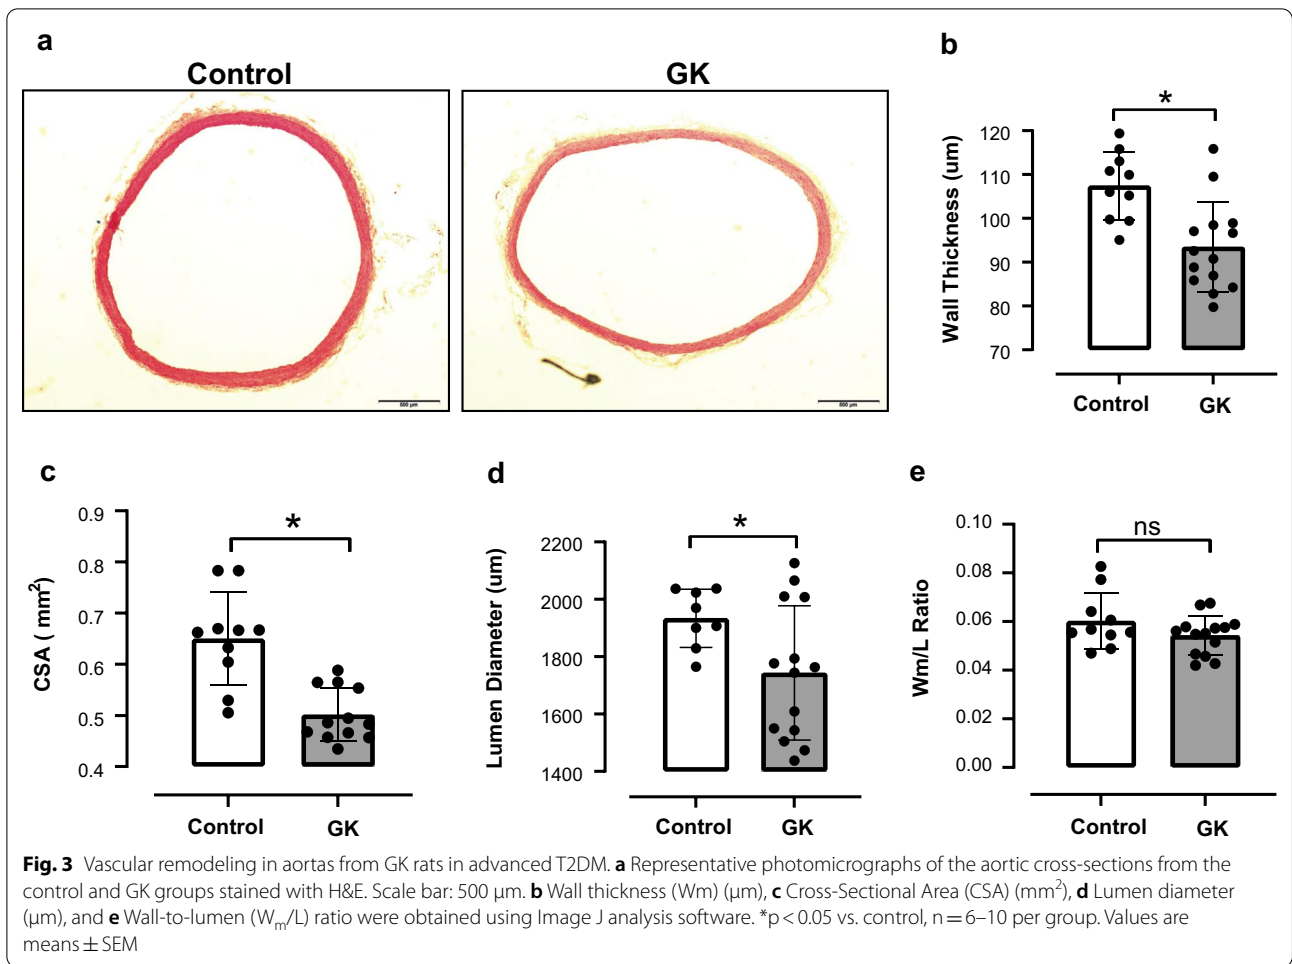 a
Control
GK
500 µm
500 µm
b
*
Wall Thickness (um)
120
110
100
90
80
70
Control
GK
c
*
CSA ( mm2)
0.9
0.8
0.7
0.6
0.5
0.4
Control
GK
d
*
Lumen Diameter (um)
2200
2000
1800
1600
1400
Control
GK
e
ns
Wm/L Ratio
0.10
0.08
0.06
0.04
0.02
0.00
Control
GK
Fig. 3 Vascular remodeling in aortas from GK rats in advanced T2DM. a Representative photomicrographs of the aortic cross-sections from the
control and GK groups stained with H&E. Scale bar: 500 µm. b Wall thickness (Wm) (µm), c Cross-Sectional Area (CSA) (mm2), d Lumen diameter
(µm), and e Wall-to-lumen (Wm/L) ratio were obtained using Image J analysis software. *p < 0.05 vs. control, n = 6–10 per group. Values are
means ± SEM